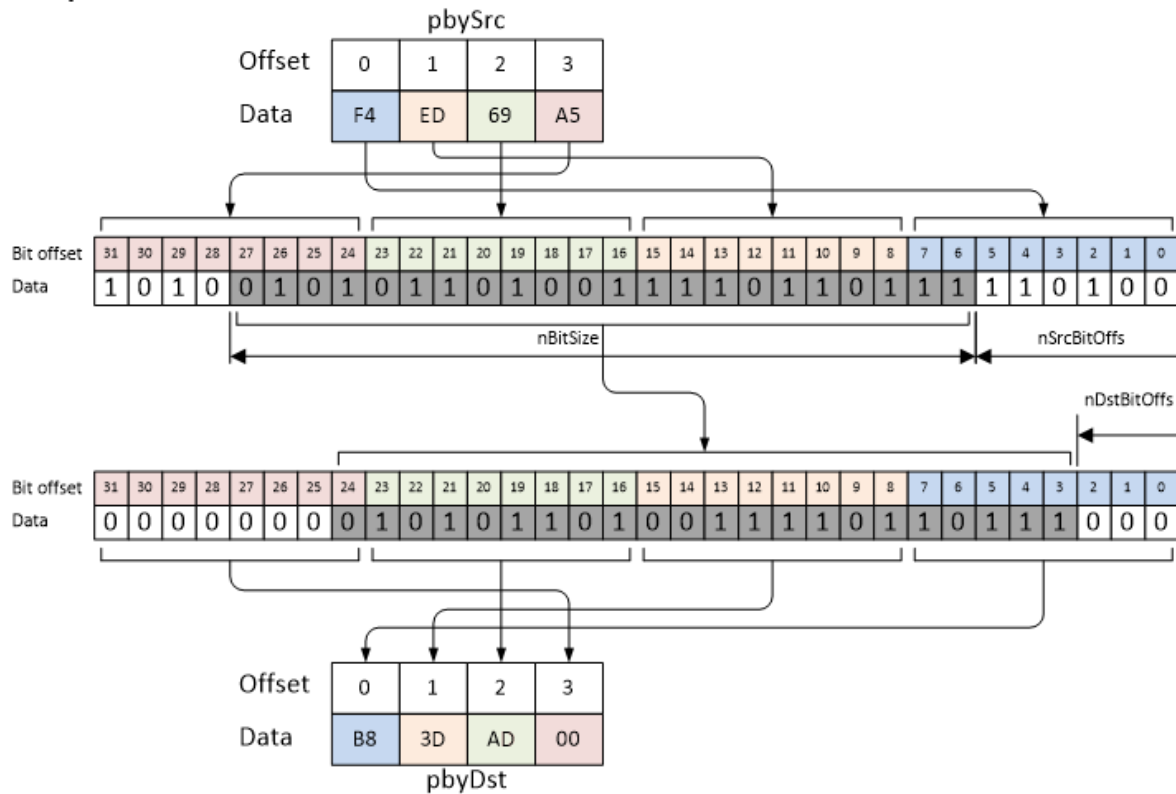 pbySrc
Offset 0 1 2 3
Data F4 ED 69 A5
Bit offset 31 30 29 28 27 26 25 24 23 22 21 20 19 18 17 16 15 14 13 12 11 10 9 8 7 6 5 4 3 2 1 0
Data 1 0 1 0 0 1 0 1 0 1 1 0 1 0 0 1 1 1 1 0 1 1 0 1 1 1 1 1 0 1 0 0
nBitSize nSrcBitOffs
nDstBitOffs
Bit offset 31 30 29 28 27 26 25 24 23 22 21 20 19 18 17 16 15 14 13 12 11 10 9 8 7 6 5 4 3 2 1 0
Data 0 0 0 0 0 0 0 0 1 0 1 0 1 1 0 1 0 0 1 1 1 1 0 1 1 0 1 1 1 0 0 0
Offset 0 1 2 3
Data B8 3D AD 00
pbyDst